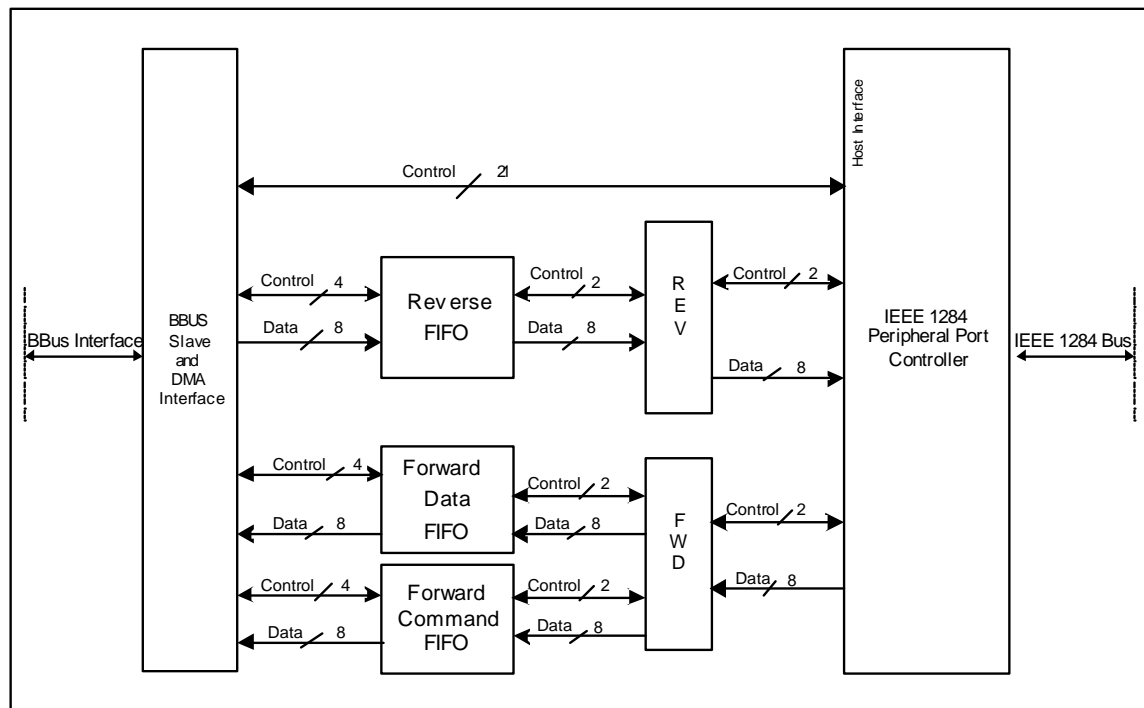 Host Interface
Control 21
Control 4
Control 2
Control 2
Reverse
FIFO
R
E
V
Data 8
Data 8
Data 8
BBus Interface
BBUS
Slave
and
DMA
Interface
IEEE 1284
Peripheral Port
Controller
IEEE 1284 Bus
Control 4
Forward
Data
FIFO
Control 2
Data 8
Data 8
F
W
D
Control 2
Data 8
Control 4
Forward
Command
FIFO
Control 2
Data 8
Data 8